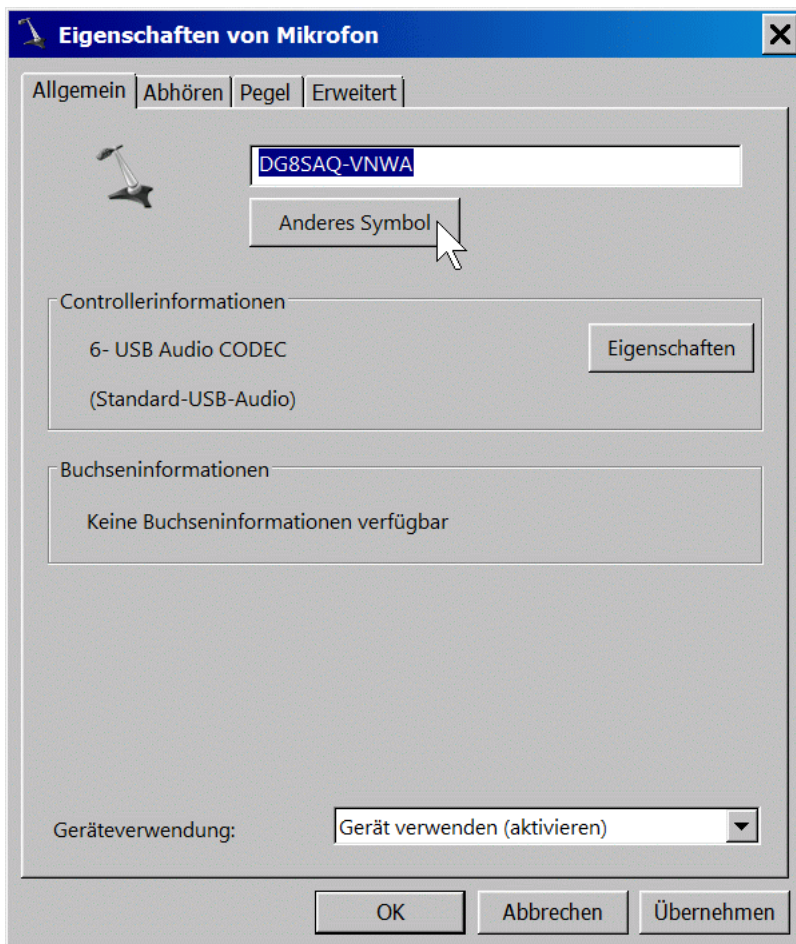 Eigenschaften von Mikrofon
Allgemein Abhören Pegel Erweitert
DG8SAQ-VNWA
Anderes Symbol
Controllerinformationen
6- USB Audio CODEC
Eigenschaften
(Standard-USB-Audio)
Buchseninformationen
Keine Buchseninformationen verfügbar
Geräteverwendung: Gerät verwenden (aktivieren)
OK Abbrechen Übernehmen